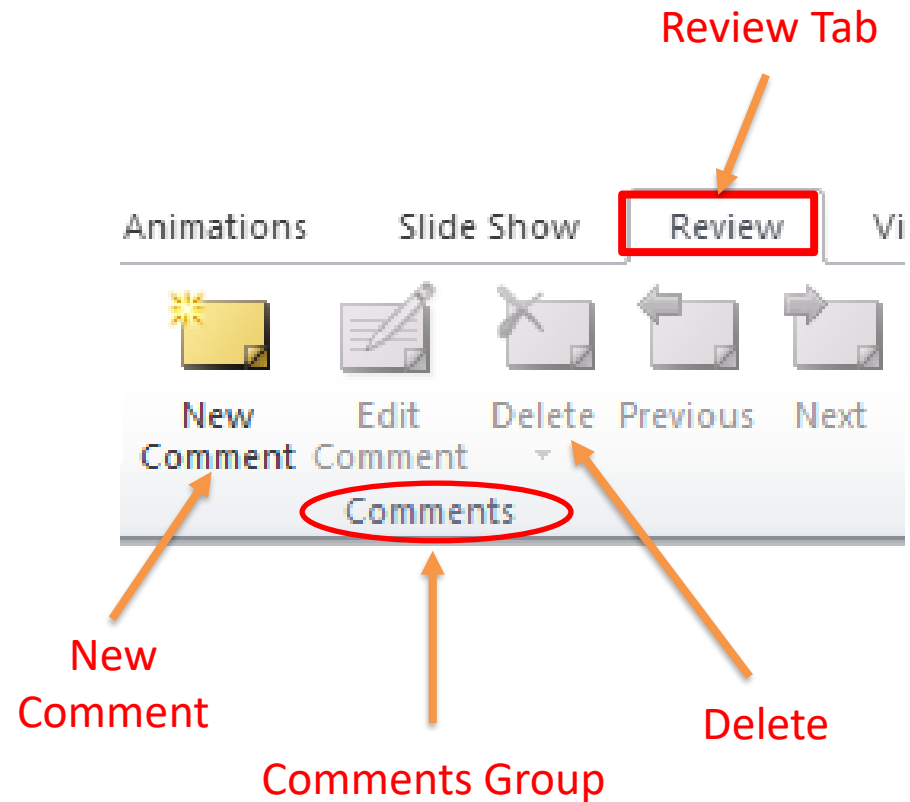 Review Tab
Animations Slide Show Review Vi
New Edit Delete Previous Next
Comment Comment
Comments
New
Comment
Delete
Comments Group